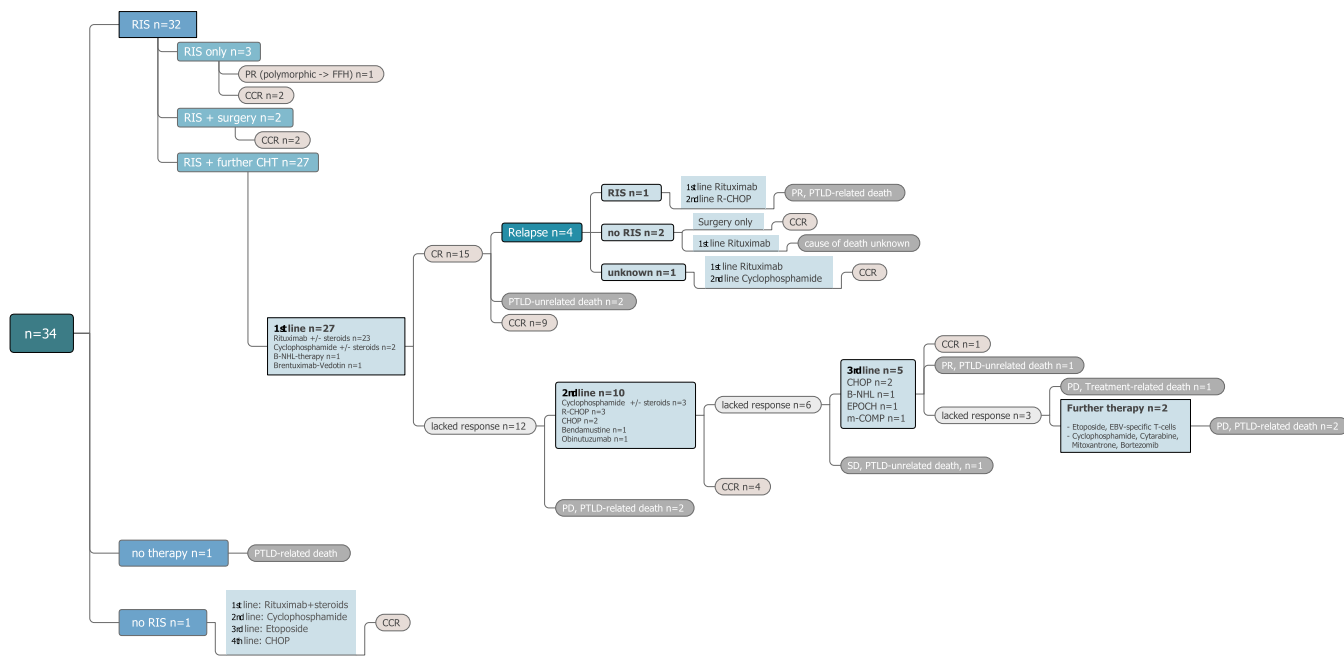 RIS n=32
RIS only n=3
PR (polymorphic -> FFH) n=1
CCR n=2
RIS + surgery n=2
CCR n=2
RIS + further CHT n=27
RIS n=1
1st line Rituximab
2nd line R-CHOP
PR, PTLD-related death
Relapse n=4
no RIS n=2
Surgery only
CCR
1st line Rituximab
cause of death unknown
CR n=15
unknown n=1
1st line Rituximab
2nd line Cyclophosphamide
CCR
PTLD-unrelated death n=2
CCR n=9
n=34
1st line n=27
Rituximab +/- steroids n=23
Cyclophosphamide +/- steroids n=2
B-NHL-therapy n=1
Brentuximab-Vedotin n=1
lacked response n=12
2nd line n=10
Cyclophosphamide +/- steroids n=3
R-CHOP n=3
CHOP n=2
Bendamustine n=1
Obinutuzumab n=1
lacked response n=6
3rd line n=5
CHOP n=2
B-NHL n=1
EPOCH n=1
m-COMP n=1
CCR n=1
PR, PTLD-unrelated death n=1
lacked response n=3
PD, Treatment-related death n=1
Further therapy n=2
- Etoposide, EBV-specific T-cells
- Cyclophosphamide, Cytarabine,
Mitoxantrone, Bortezomib
PD, PTLD-related death n=2
SD, PTLD-unrelated death, n=1
CCR n=4
PD, PTLD-related death n=2
no therapy n=1
PTLD-related death
no RIS n=1
1st line: Rituximab+steroids
2nd line: Cyclophosphamide
3rd line: Etoposide
4th line: CHOP
CCR